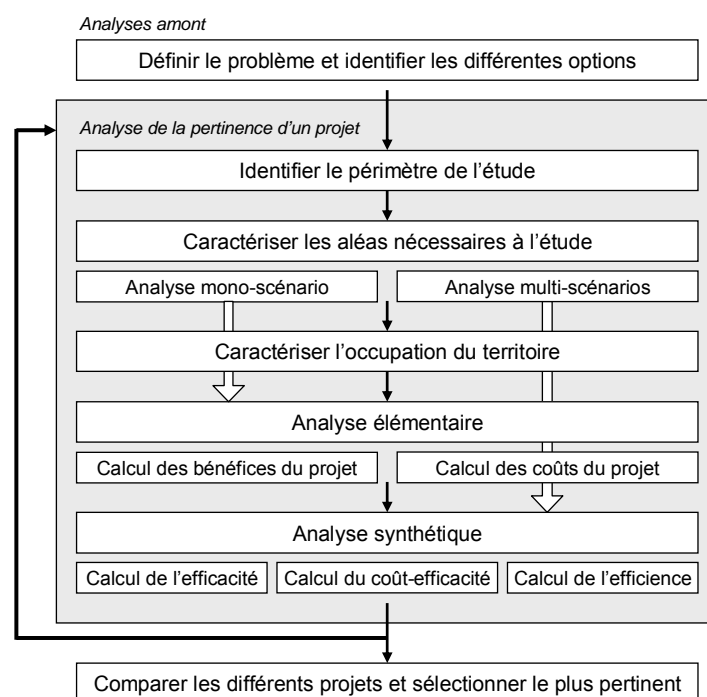 Analyses amont
Définir le problème et identifier les différentes options
Analyse de la pertinence d’un projet
Identifier le périmètre de l’étude
Caractériser les aléas nécessaires à l’étude
Analyse mono-scénario
Analyse multi-scénarios
Caractériser l’occupation du territoire
Analyse élémentaire
Calcul des bénéfices du projet
Calcul des coûts du projet
Analyse synthétique
Calcul de l’efficacité
Calcul du coût-efficacité
Calcul de l’efficience
Comparer les différents projets et sélectionner le plus pertinent